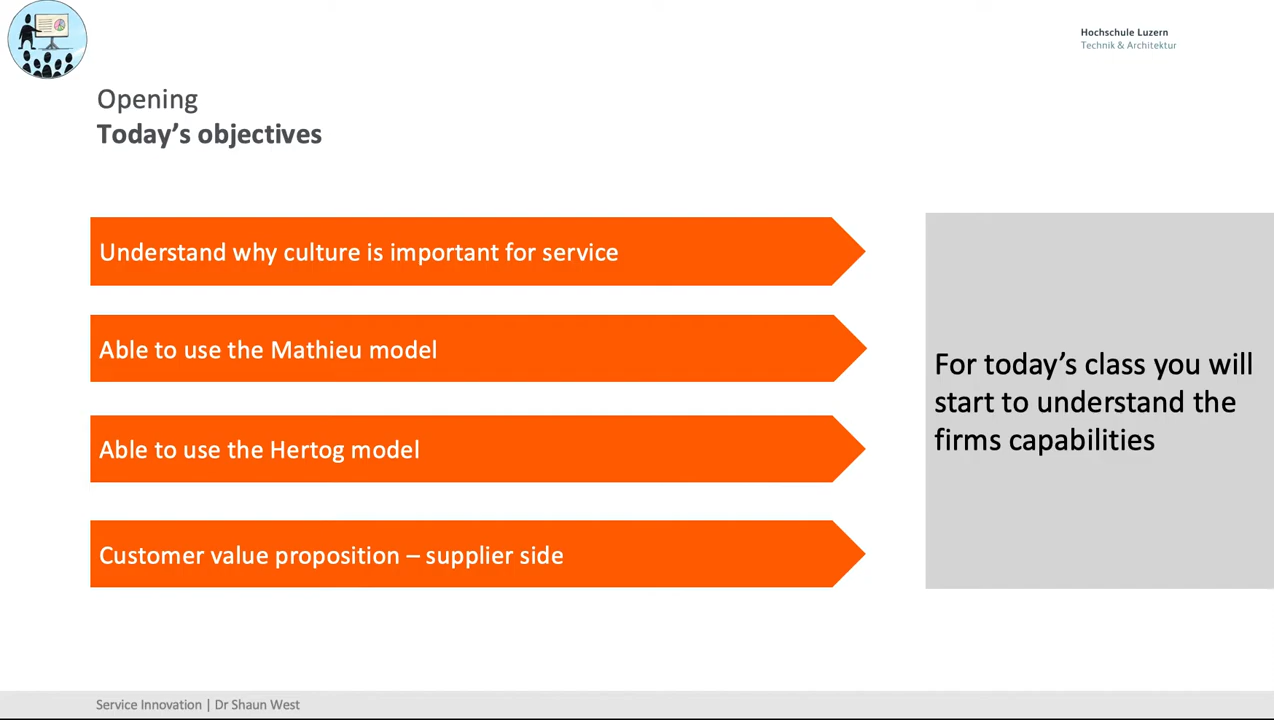 Hochschule Luzern
Technik & Architektur
Opening
Today's objectives
Understand why culture is important for service
Able to use the Mathieu model
Able to use the Hertog model
Customer value proposition – supplier side
For today's class you will
start to understand the
firms capabilities
Service Innovation | Dr Shaun West